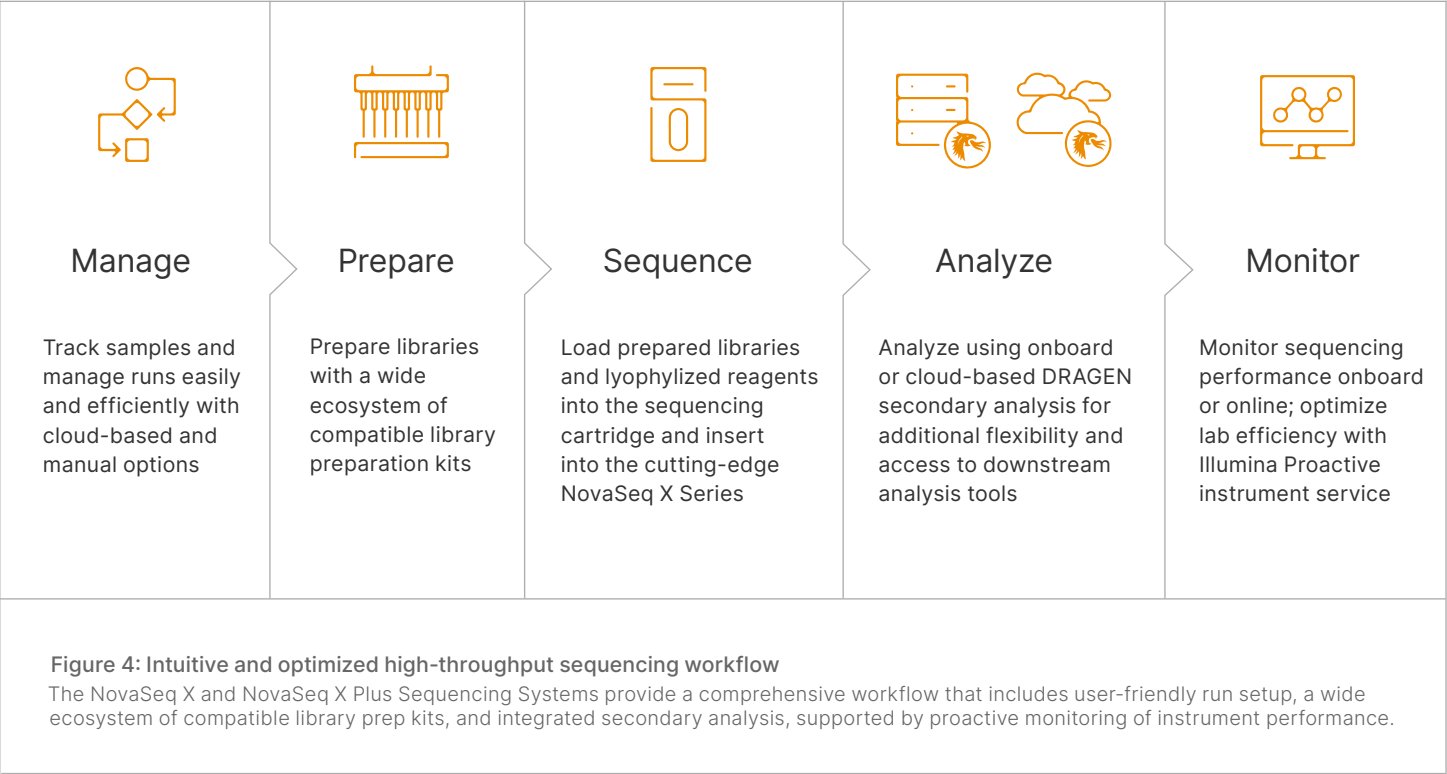 Manage
Track samples and
manage runs easily
and efficiently with
cloud-based and
manual options
Prepare
Prepare libraries
with a wide
ecosystem of
compatible library
preparation kits
Sequence
Load prepared libraries
and lyophylized reagents
into the sequencing
cartridge and insert
into the cutting-edge
NovaSeq X Series
Analyze
Analyze using onboard
or cloud-based DRAGEN
secondary analysis for
additional flexibility and
access to downstream
analysis tools
Monitor
Monitor sequencing
performance onboard
or online; optimize
lab efficiency with
Illumina Proactive
instrument service
Figure 4: Intuitive and optimized high-throughput sequencing workflow
The NovaSeq X and NovaSeq X Plus Sequencing Systems provide a comprehensive workflow that includes user-friendly run setup, a wide
ecosystem of compatible library prep kits, and integrated secondary analysis, supported by proactive monitoring of instrument performance.